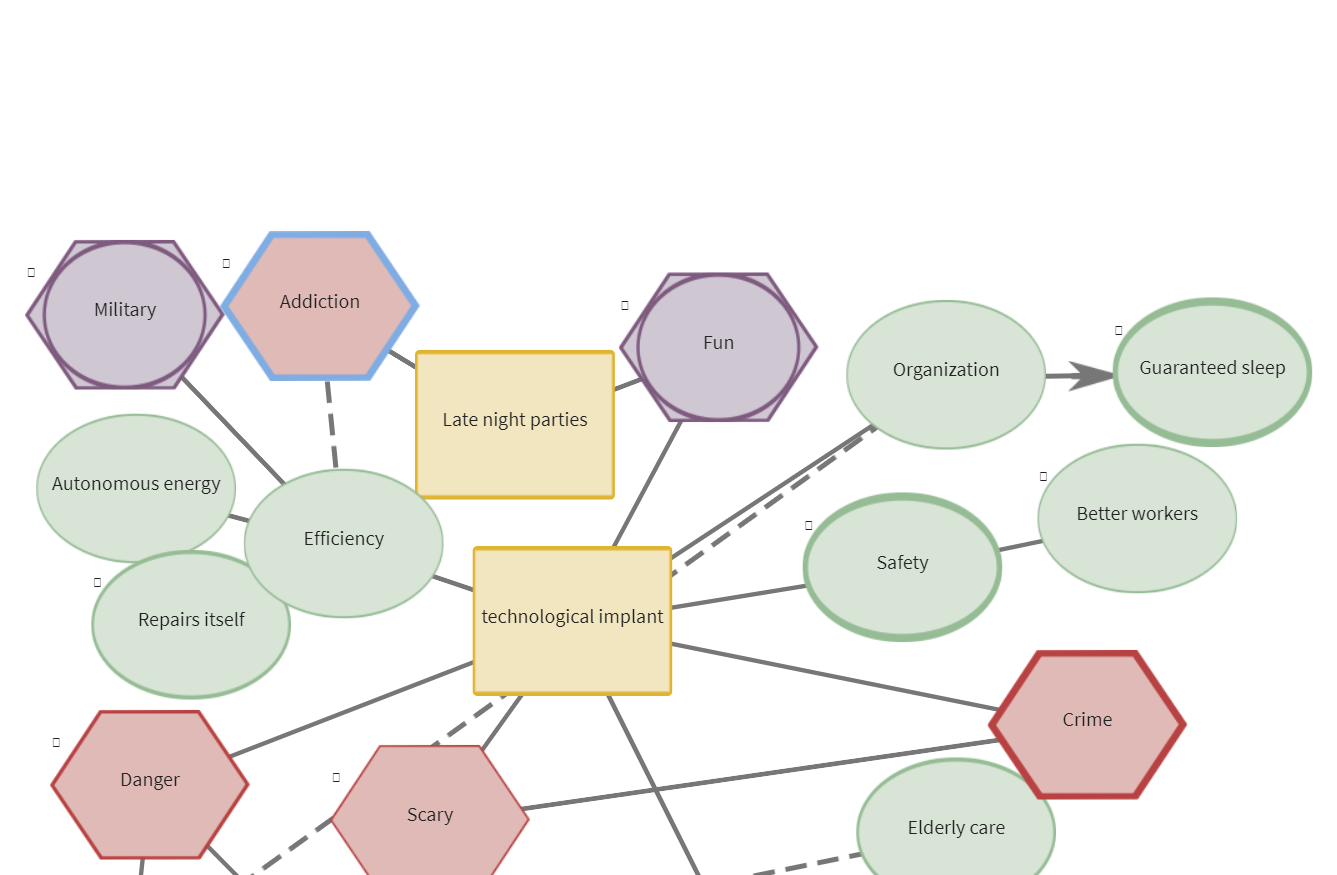 Military
Addiction
Fun
Organization
Guaranteed sleep
Late night parties
Autonomous energy
Efficiency
Better workers
Safety
Repairs itself
technological implant
Crime
Danger
Scary
Elderly care